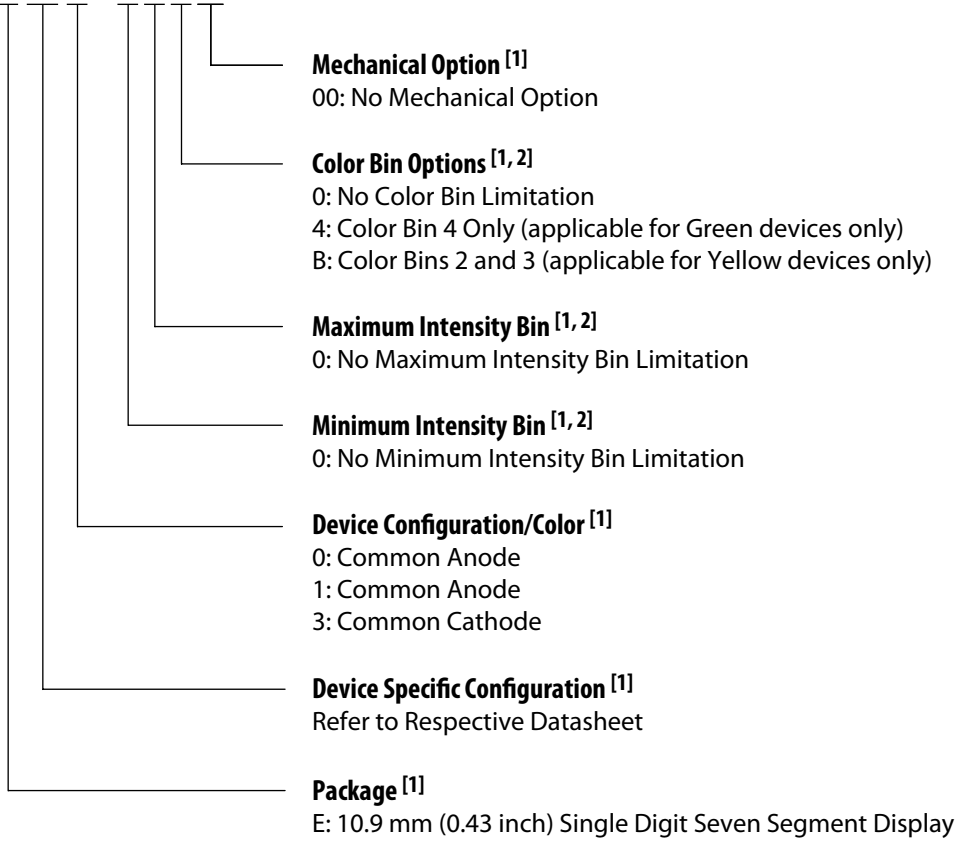 Mechanical Option [1]
00: No Mechanical Option
Color Bin Options [1, 2]
0: No Color Bin Limitation
4: Color Bin 4 Only (applicable for Green devices only)
B: Color Bins 2 and 3 (applicable for Yellow devices only)
Maximum Intensity Bin [1, 2]
0: No Maximum Intensity Bin Limitation
Minimum Intensity Bin [1, 2]
0: No Minimum Intensity Bin Limitation
Device Configuration/Color [1]
0: Common Anode
1: Common Anode
3: Common Cathode
Device Specific Configuration [1]
Refer to Respective Datasheet
Package [1]
E: 10.9 mm (0.43 inch) Single Digit Seven Segment Display